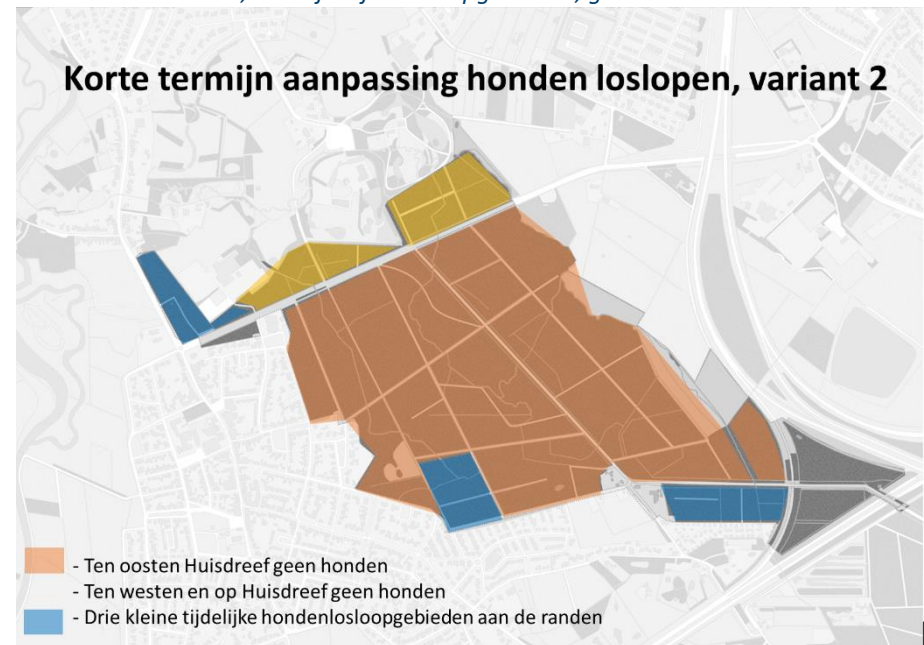 Korte termijn aanpassing honden loslopen, variant 2
- Ten oosten Huisdreef geen honden
- Ten westen en op Huisdreef geen honden
- Drie kleine tijdelijke hondenlosloopgebieden aan de randen